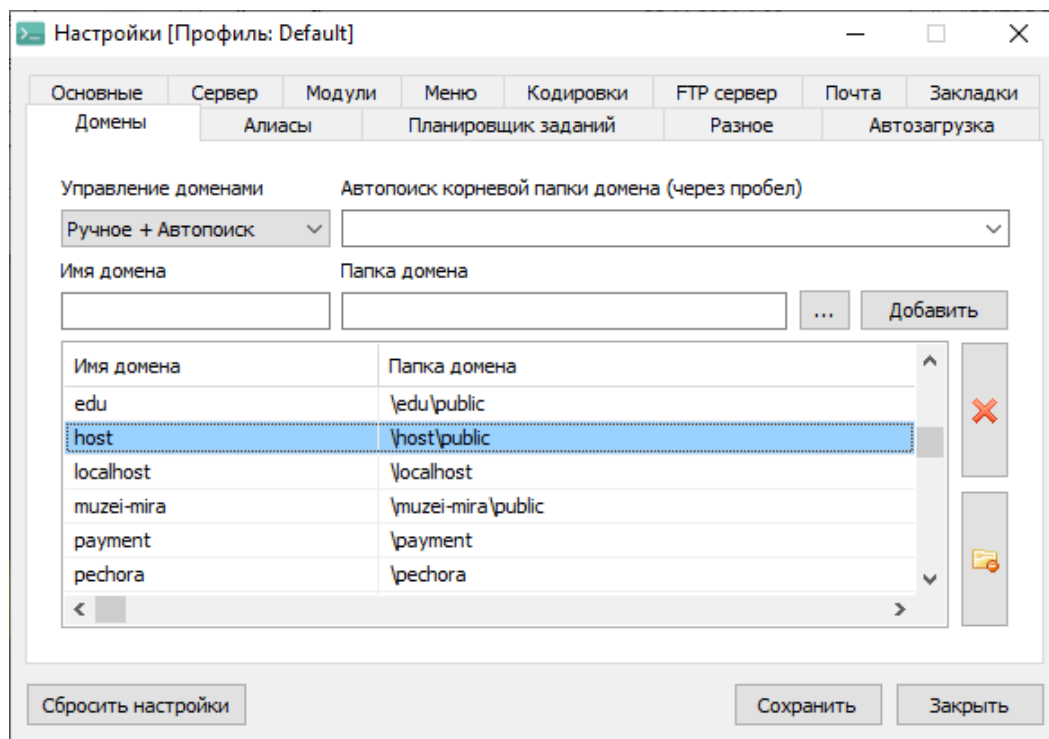 Настройки [Профиль: Default]
Основные Сервер Модули Меню Кодировки FTP сервер Почта Закладки
Домены Алиасы Планировщик заданий Разное Автозагрузка
Управление доменами Автопоиск корневой папки домена (через пробел)
Ручное + Автопоиск
Имя домена Папка домена
... Добавить
Имя домена Папка домена
edu \edu\public
host \host\public
localhost \localhost
muzei-mira \muzei-mira\public
payment \payment
pechora \pechora
Сбросить настройки Сохранить Закрыть